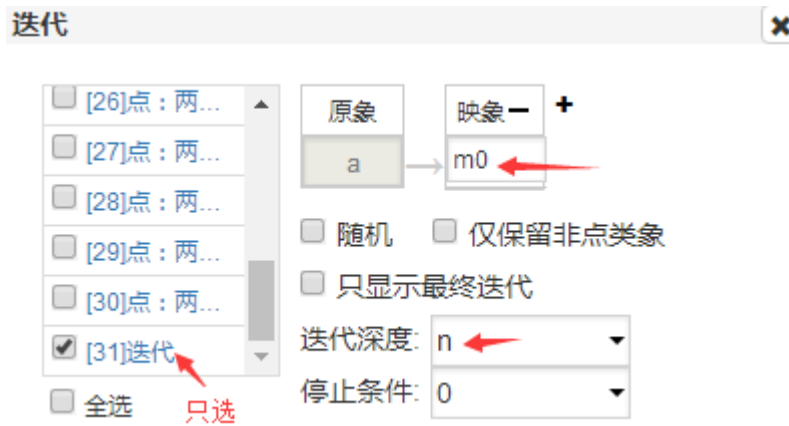 迭代
[26]点：两...
[27]点：两...
[28]点：两...
[29]点：两...
[30]点：两...
[31]迭代
全选
只选
原象
映象
a
m0
随机
仅保留非点类象
只显示最终迭代
迭代深度: n
停止条件: 0